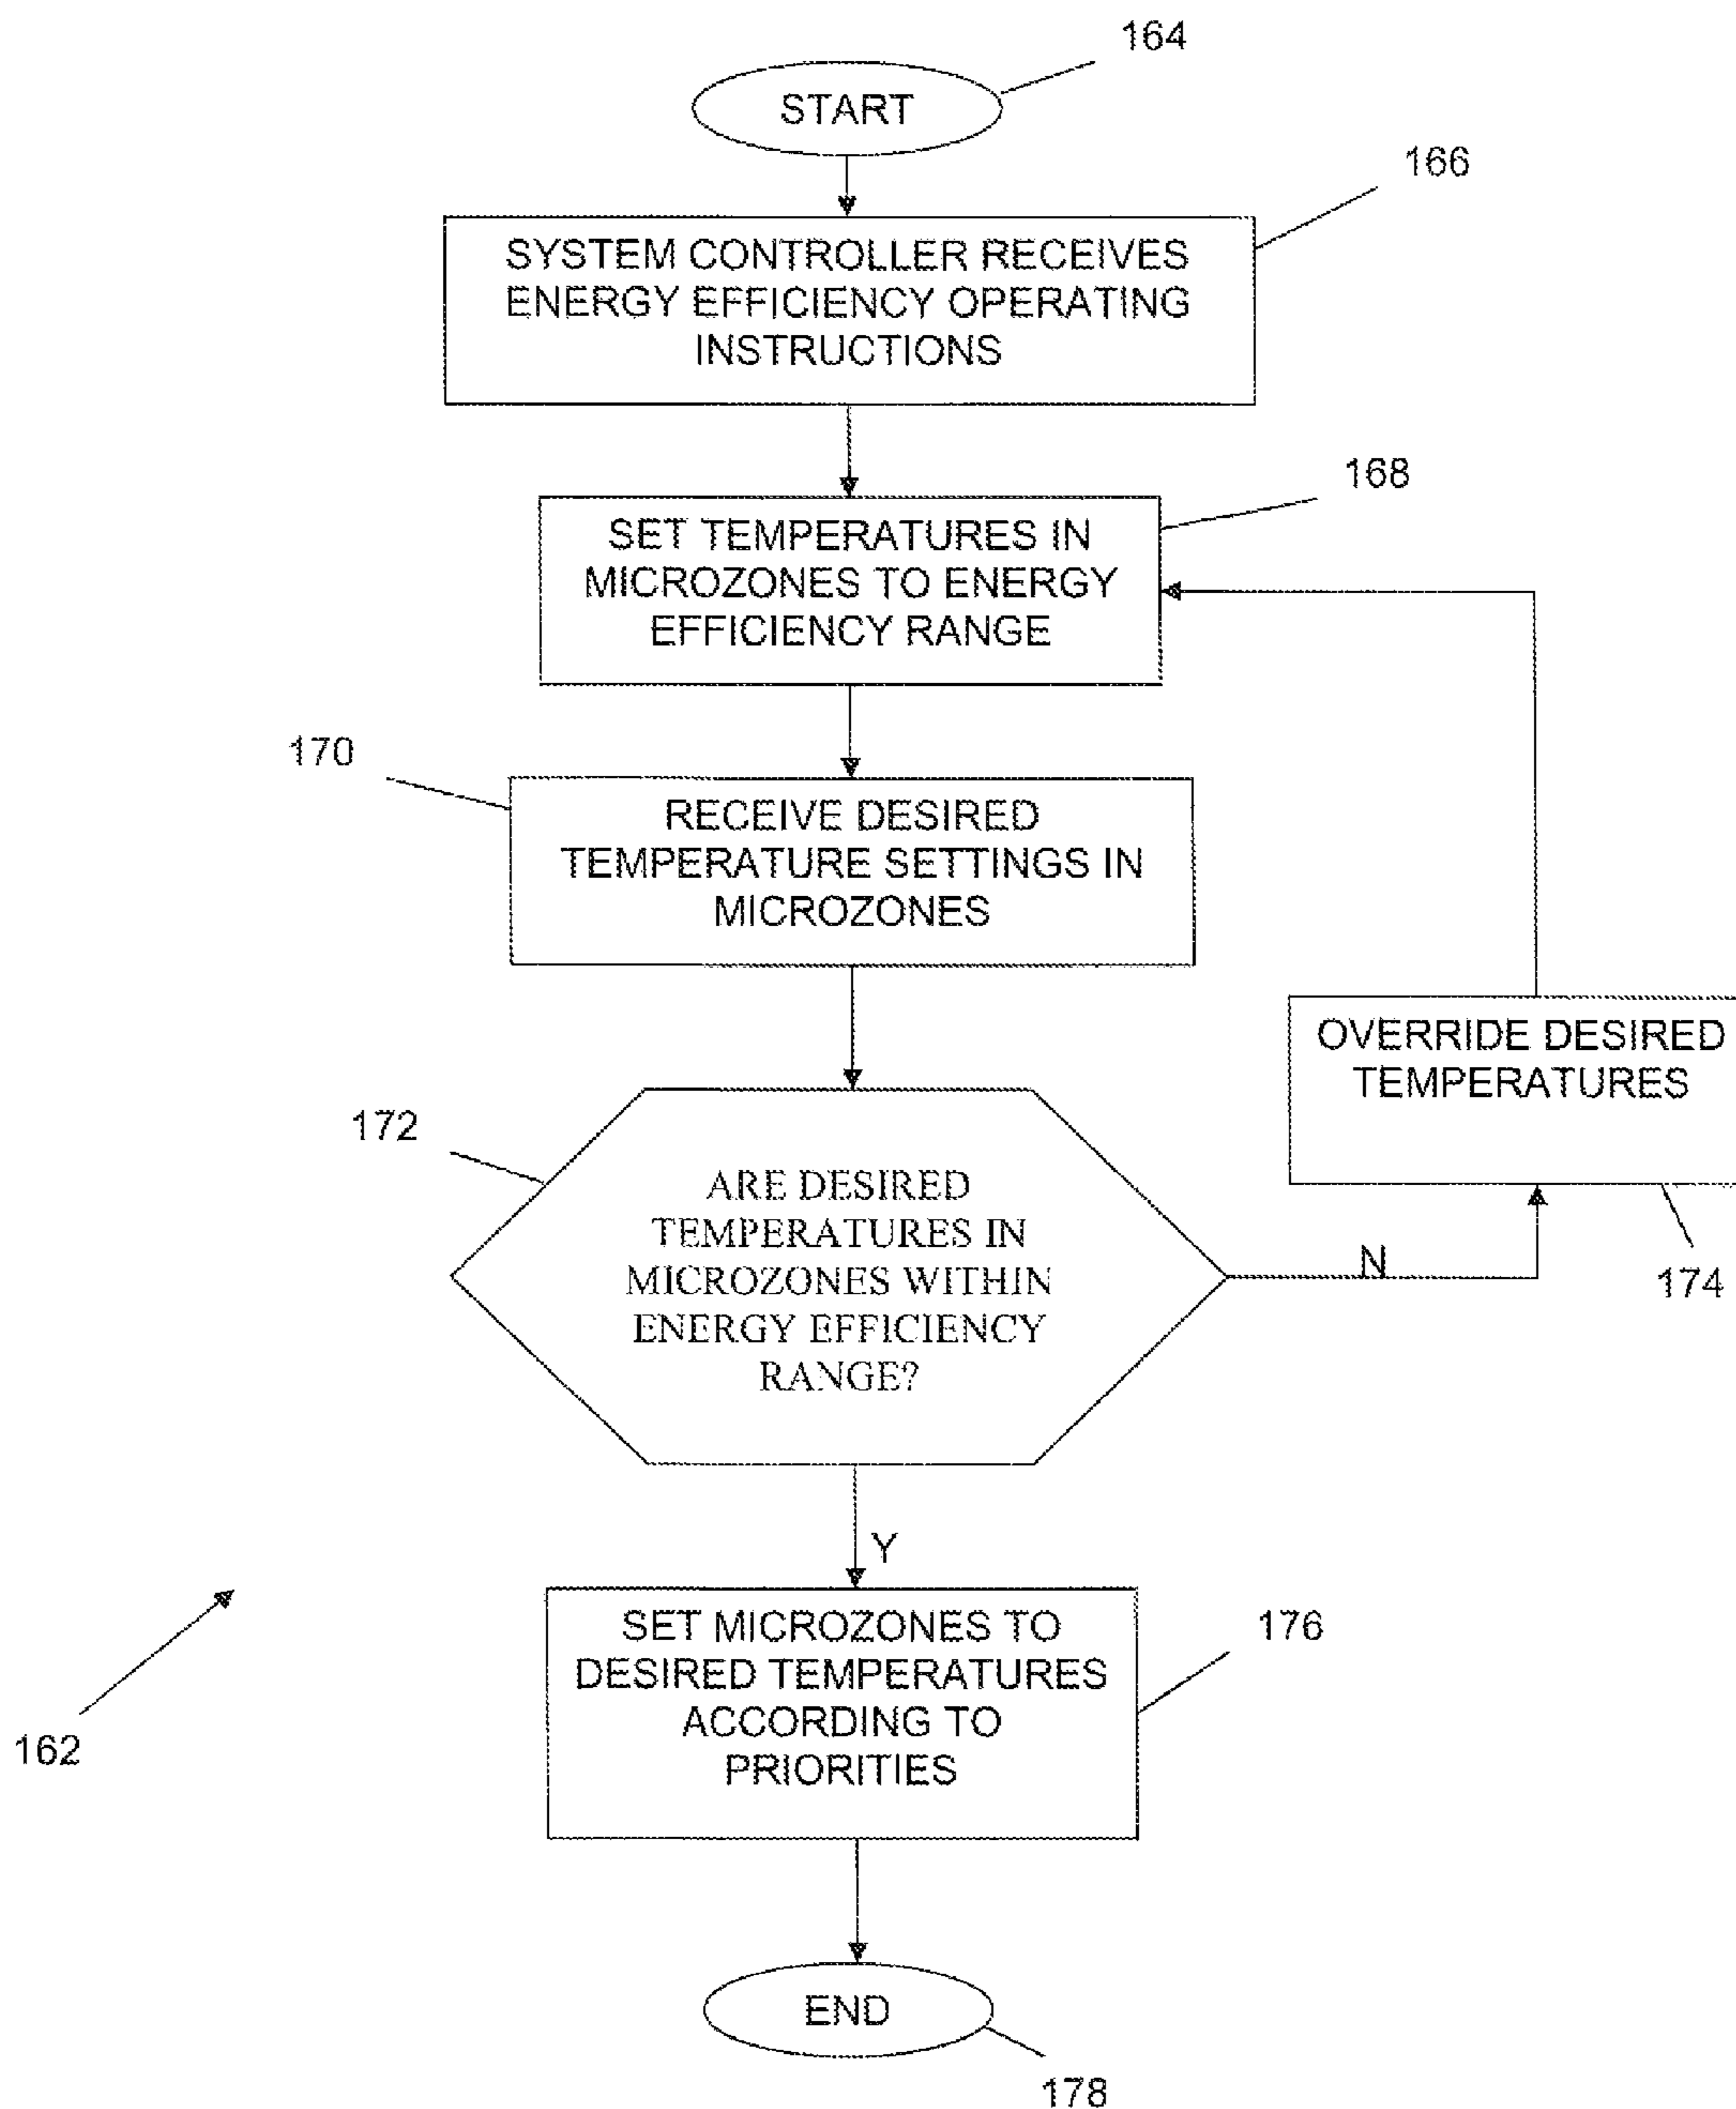 164
START
166
SYSTEM CONTROLLER RECEIVES
ENERGY EFFICIENCY OPERATING
INSTRUCTIONS
168
SET TEMPERATURES IN
MICROZONES TO ENERGY
EFFICIENCY RANGE
170
RECEIVE DESIRED
TEMPERATURE SETTINGS IN
MICROZONES
OVERRIDE DESIRED
TEMPERATURES
172
ARE DESIRED
TEMPERATURES IN
MICROZONES WITHIN
ENERGY EFFICIENCY
RANGE?
N
174
Y
SET MICROZONES TO
DESIRED TEMPERATURES
ACCORDING TO
PRIORITIES
176
162
END
178